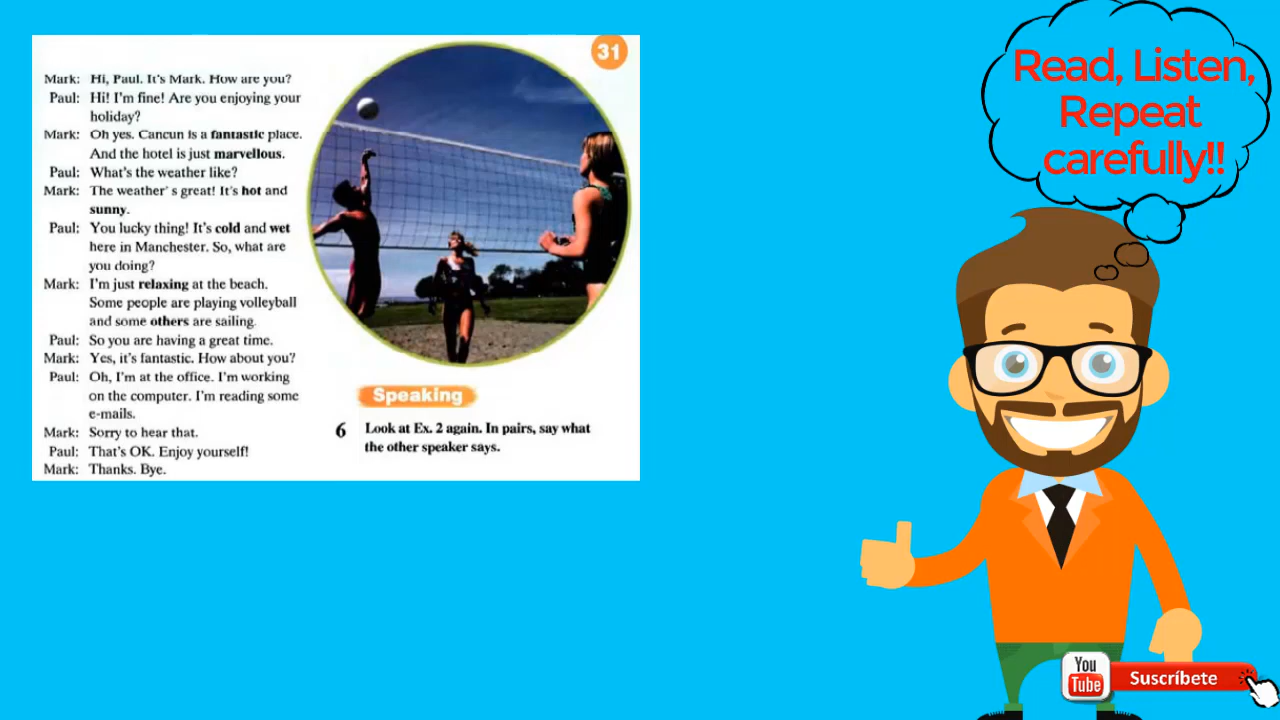 31
Mark: Hi, Paul. It's Mark. How are you?
Paul: Hi! I'm fine! Are you enjoying your
holiday?
Mark: Oh yes. Cancun is a fantastic place.
And the hotel is just marvellous.
Paul: What's the weather like?
Mark: The weather' s great! It's hot and
sunny.
Paul: You lucky thing! It's cold and wet
here in Manchester. So, what are
you doing?
Mark: I'm just relaxing at the beach.
Some people are playing volleyball
and some others are sailing.
Paul: So you are having a great time.
Mark: Yes, it's fantastic. How about you?
Paul: Oh, I'm at the office. I'm working
on the computer. I'm reading some
e-mails.
Mark: Sorry to hear that.
Paul: That's OK. Enjoy yourself!
Mark: Thanks. Bye.
Speaking
6 Look at Ex. 2 again. In pairs, say what
the other speaker says.
Read, Listen,
Repeat
carefully!!
You
Tube
Suscríbete